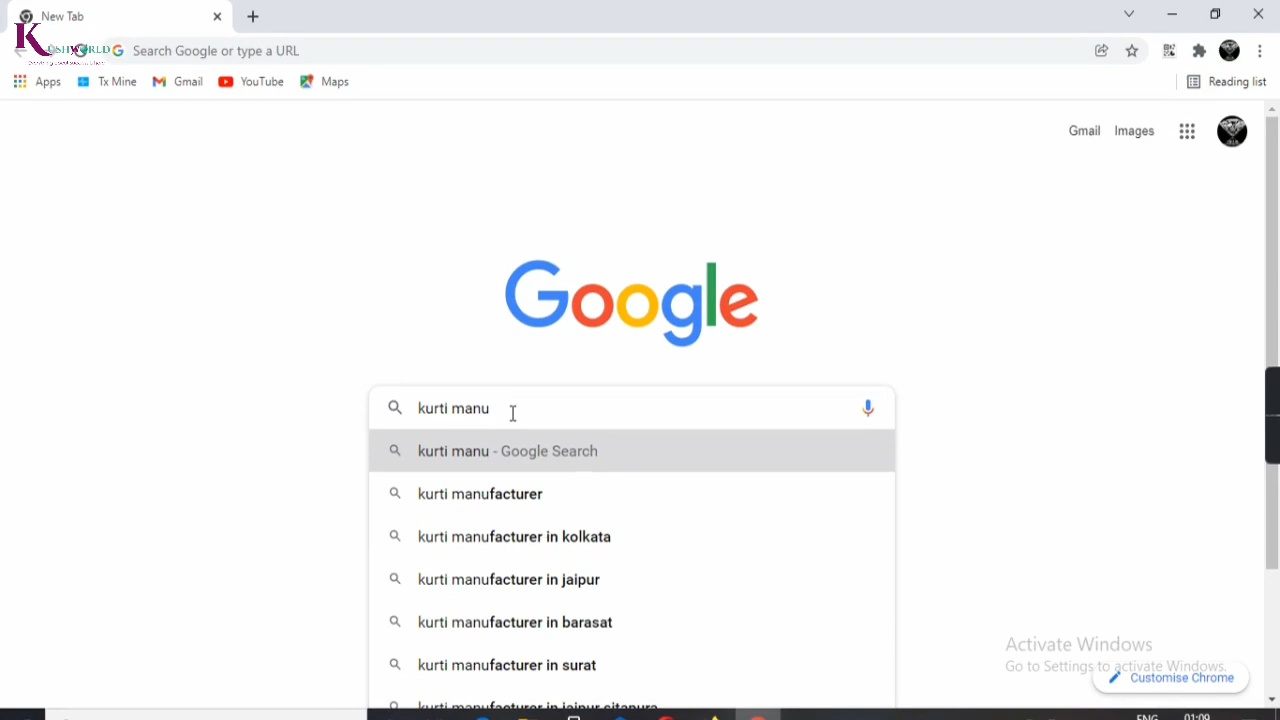 New Tab
KUSHWORLD
Search Google or type a URL
Apps
Tx Mine
Gmail
YouTube
Maps
Reading list
Gmail
Images
Google
kurti manu
kurti manu - Google Search
kurti manufacturer
kurti manufacturer in kolkata
kurti manufacturer in jaipur
kurti manufacturer in barasat
kurti manufacturer in surat
kurti manufacturer in jaipur sitapura
Activate Windows
Go to Settings to activate Windows.
Customise Chrome
ENG
01:09